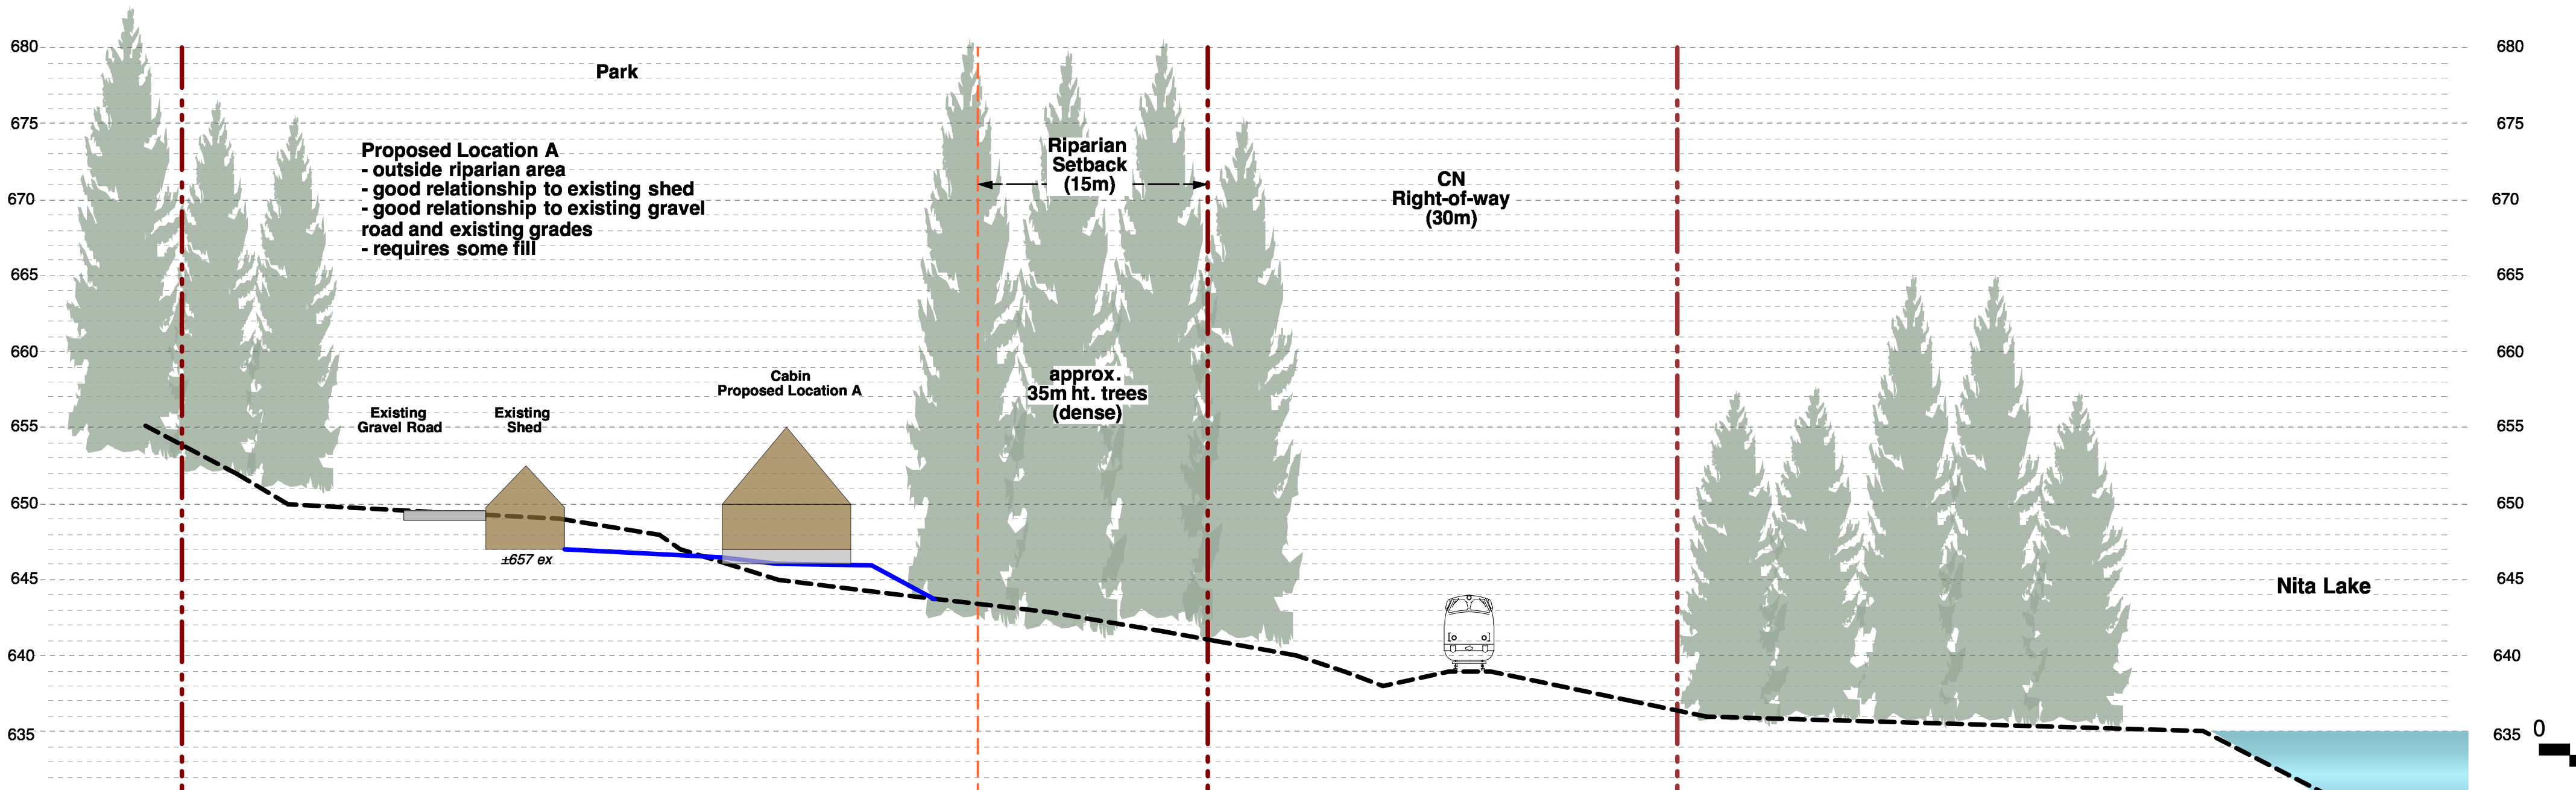 680
675
670
665
660
655
650
645
640
635
Park
Proposed Location A
- outside riparian area
- good relationship to existing shed
- good relationship to existing gravel
road and existing grades
- requires some fill
Existing
Gravel Road
Existing
Shed
±657 ex
Cabin
Proposed Location A
Riparian
Setback
(15m)
approx.
35m ht. trees
(dense)
CN
Right-of-way
(30m)
Nita Lake
680
675
670
665
660
655
650
645
640
635
0